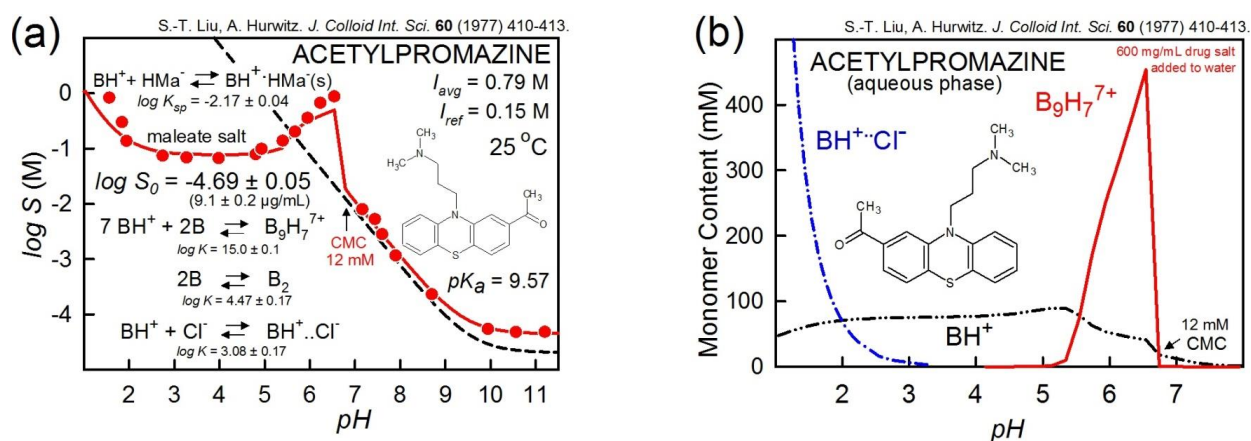 (a)
S.-T. Liu, A. Hurwitz. J. Colloid Int. Sci. 60 (1977) 410-413.
ACETYLPROMAZINE
BH⁺ + HMa⁻ ⇄ BH⁺·HMa⁻(s)
log Ksp = -2.17 ± 0.04
Iavg = 0.79 M
Iref = 0.15 M
25 °C
maleate salt
log S0 = -4.69 ± 0.05
(9.1 ± 0.2 µg/mL)
7 BH⁺ + 2B ⇄ B₉H₇⁷⁺
log K = 15.0 ± 0.1
CMC
12 mM
2B ⇄ B₂
log K = 4.47 ± 0.17
pKa = 9.57
BH⁺ + Cl⁻ ⇄ BH⁺..Cl⁻
log K = 3.08 ± 0.17
H₃C
N
CH₃
CH₃
N
S
O
log S (M)
0
-1
-2
-3
-4
2 3 4 5 6 7 8 9 10 11
pH
(b)
S.-T. Liu, A. Hurwitz. J. Colloid Int. Sci. 60 (1977) 410-413.
ACETYLPROMAZINE
(aqueous phase)
600 mg/mL drug salt
added to water
B₉H₇⁷⁺
BH⁺··Cl⁻
CH₃
N
CH₃
CH₃
O
N
S
BH⁺
12 mM
CMC
Monomer Content (mM)
400
300
200
100
0
2 3 4 5 6 7
pH